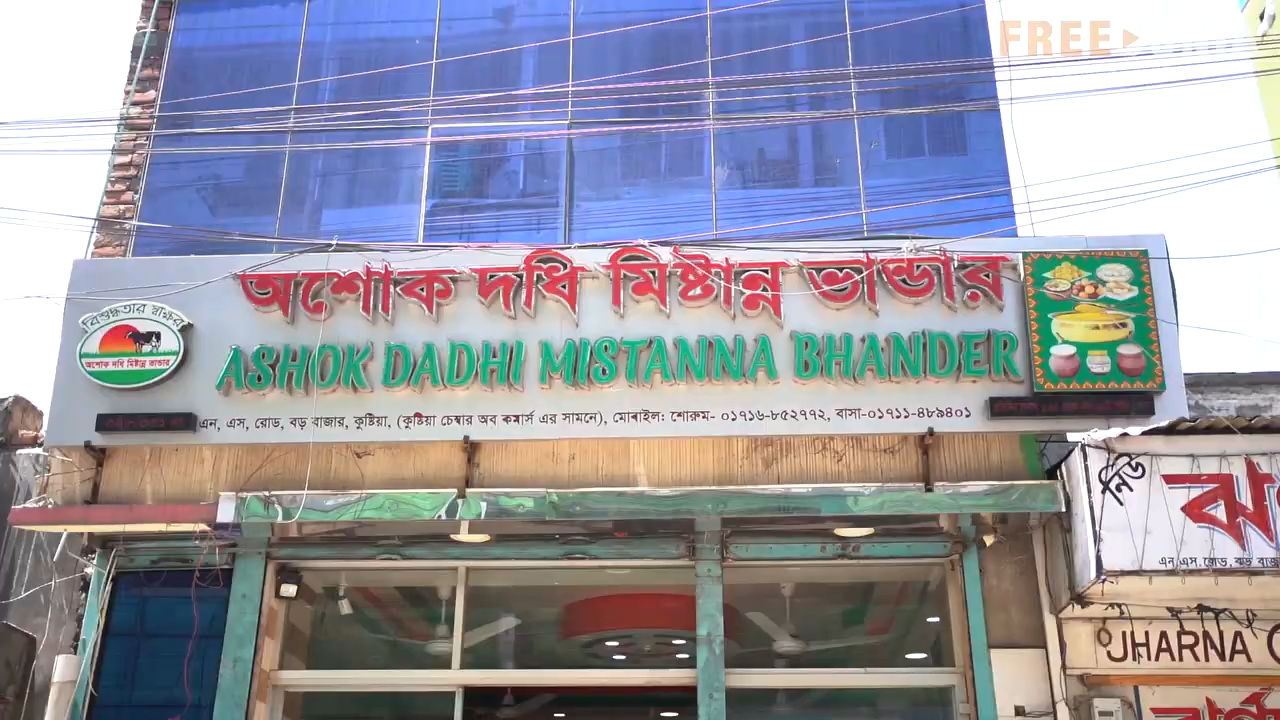 FREE
অশোক দধি মিষ্টান্ন ভান্ডার
ASHOK DADHI MISTANNA BHANDER
বিশুদ্ধতার স্বাক্ষর
অশোক দধি মিষ্টান্ন ভান্ডার
এন, এস, রোড, বড় বাজার, কুষ্টিয়া, (কুষ্টিয়া চেম্বার অব কমার্স এর সামনে), মোবাইল: শোরুম- ০১৭১৬-৮৫২৭৭২, বাসা-০১৭১১-৪৮৯৪০১
নিউ
ঝ
এন.এস.রোড, বড় বাজা
JHARNA